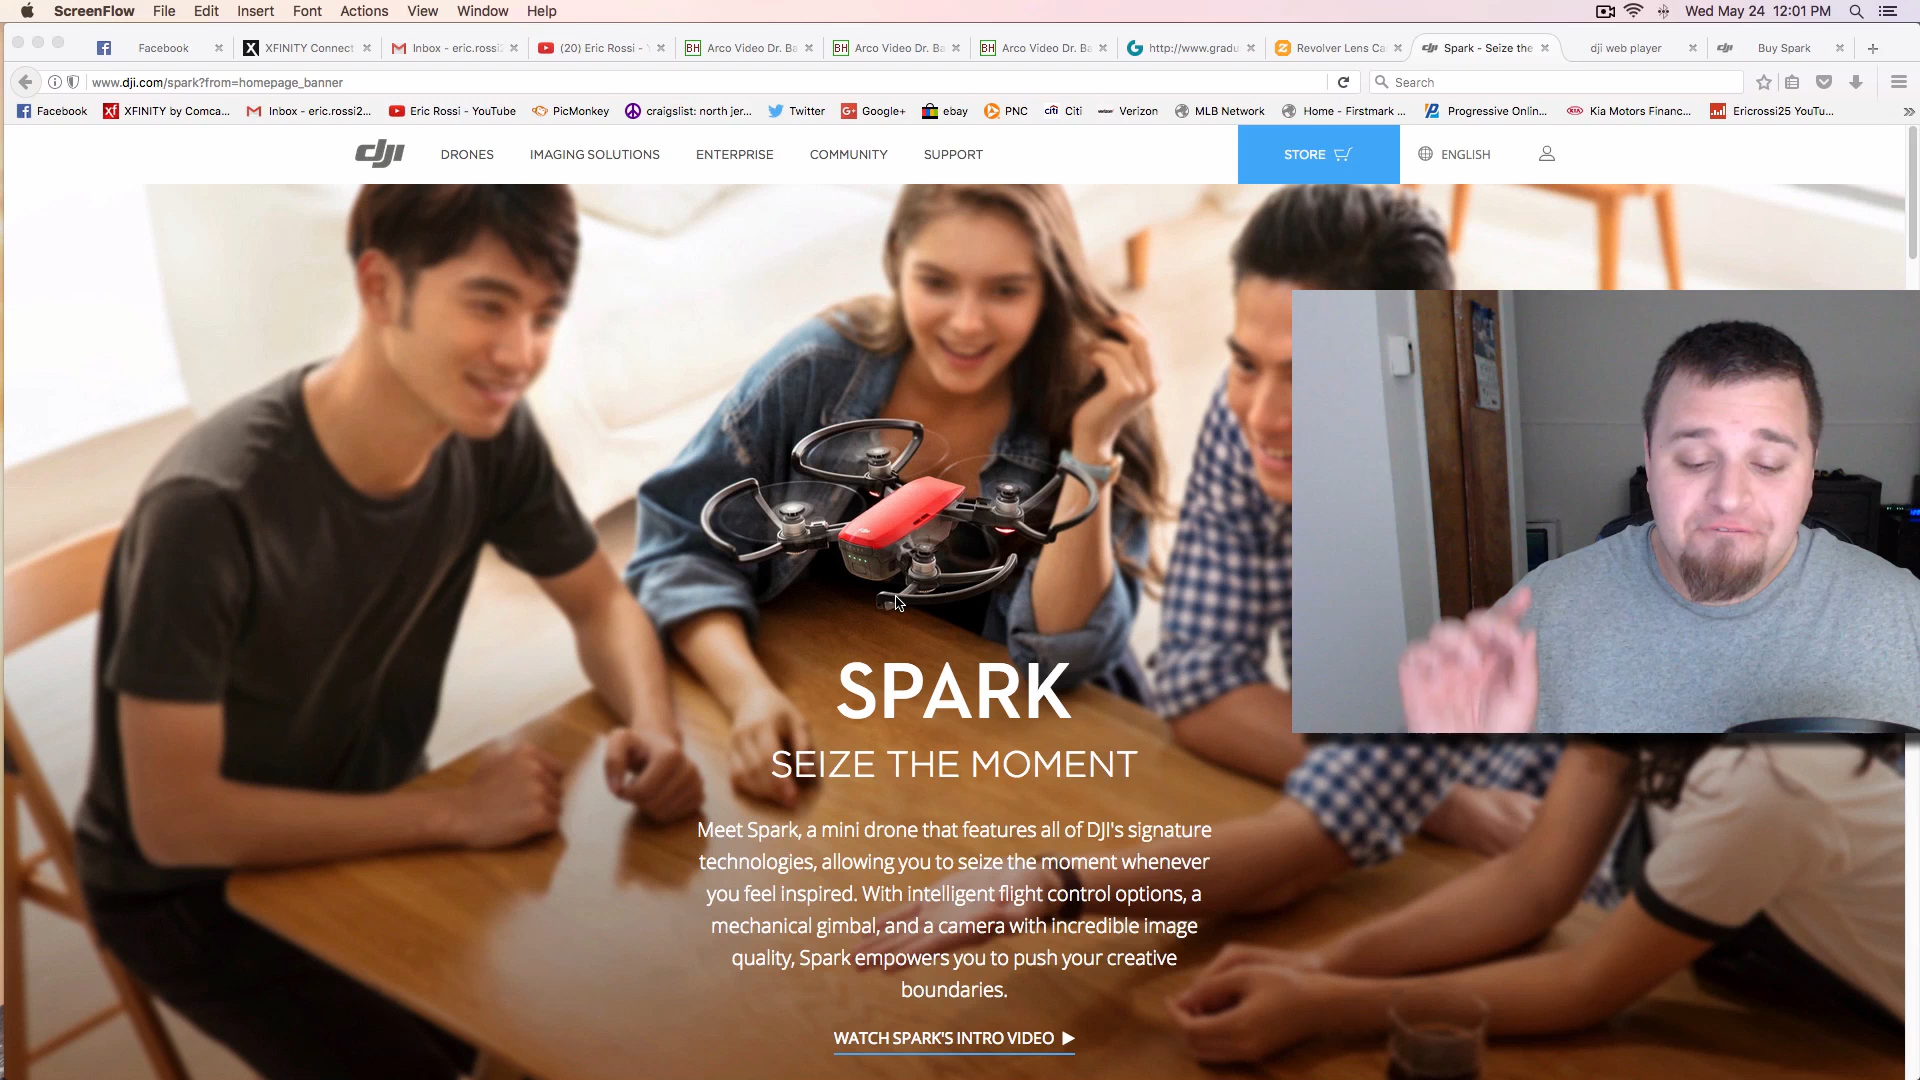 ScreenFlow File Edit Insert Font Actions View Window Help Wed May 24 12:01 PM
Facebook XFINITY Connect Inbox - eric.rossi2 (20) Eric Rossi - Arco Video Dr. Ba Arco Video Dr. Ba Arco Video Dr. Ba http://www.gradu Revolver Lens Ca Spark - Seize the dji web player Buy Spark
www.dji.com/spark?from=homepage_banner Search
Facebook XFINITY by Comca... Inbox - eric.rossi2... Eric Rossi - YouTube PicMonkey craigslist: north jer... Twitter Google+ ebay PNC Citi Verizon MLB Network Home - Firstmark ... Progressive Onlin... Kia Motors Financ... Ericrossi25 YouTu...
dji DRONES IMAGING SOLUTIONS ENTERPRISE COMMUNITY SUPPORT STORE ENGLISH
SPARK
SEIZE THE MOMENT
Meet Spark, a mini drone that features all of DJI's signature
technologies, allowing you to seize the moment whenever
you feel inspired. With intelligent flight control options, a
mechanical gimbal, and a camera with incredible image
quality, Spark empowers you to push your creative
boundaries.
WATCH SPARK'S INTRO VIDEO